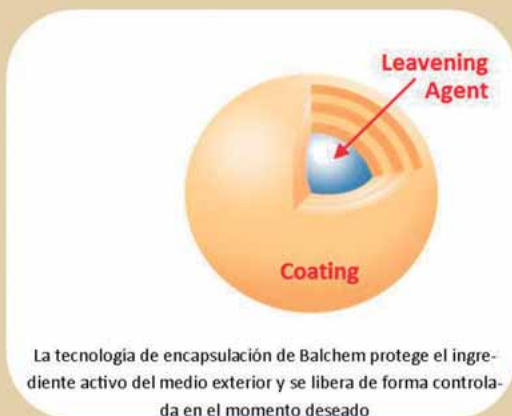 Leavening
Agent
Coating
La tecnología de encapsulación de Balchem protege el ingre-
diente activo del medio exterior y se libera de forma controla-
da en el momento deseado